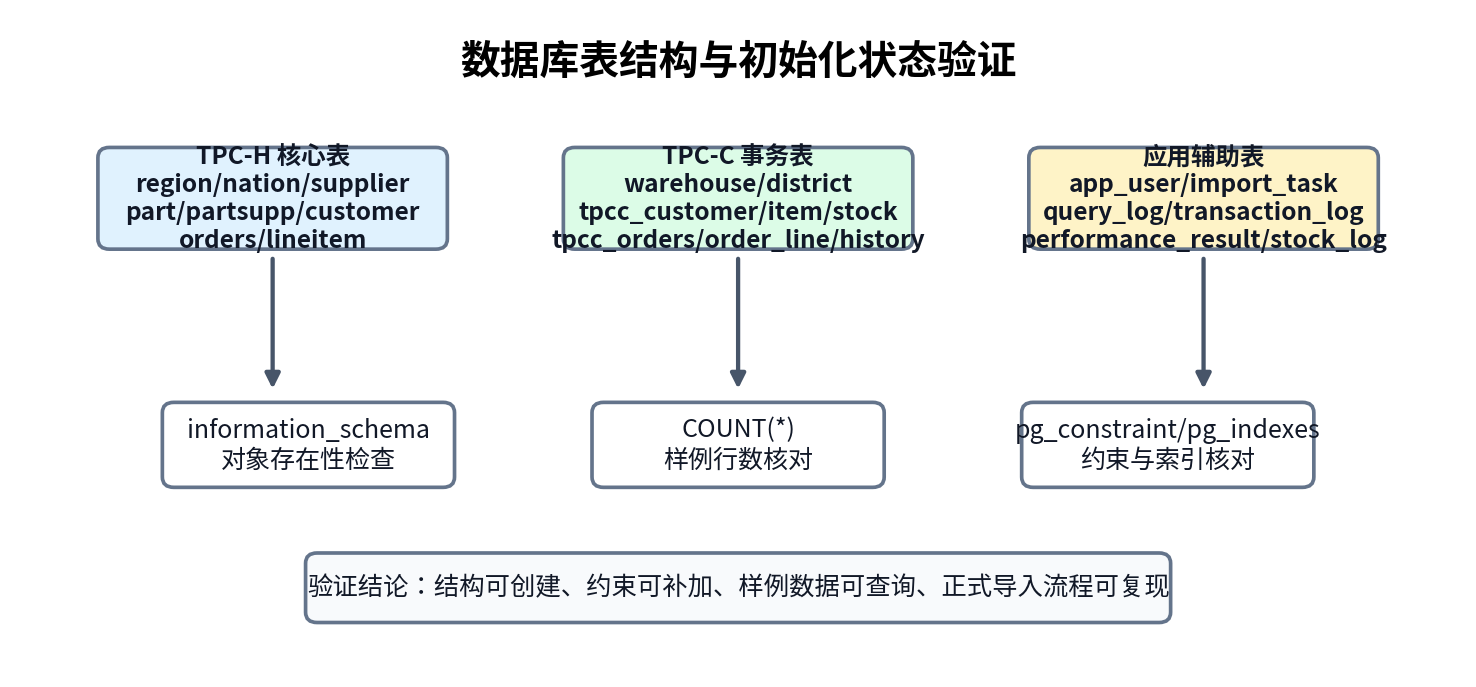 数据库表结构与初始化状态验证
TPC-H 核心表
region/nation/supplier
part/partsupp/customer
orders/lineitem
TPC-C 事务表
warehouse/district
tpcc_customer/item/stock
tpcc_orders/order_line/history
应用辅助表
app_user/import_task
query_log/transaction_log
performance_result/stock_log
information_schema
对象存在性检查
COUNT(*)
样例行数核对
pg_constraint/pg_indexes
约束与索引核对
验证结论：结构可创建、约束可补加、样例数据可查询、正式导入流程可复现